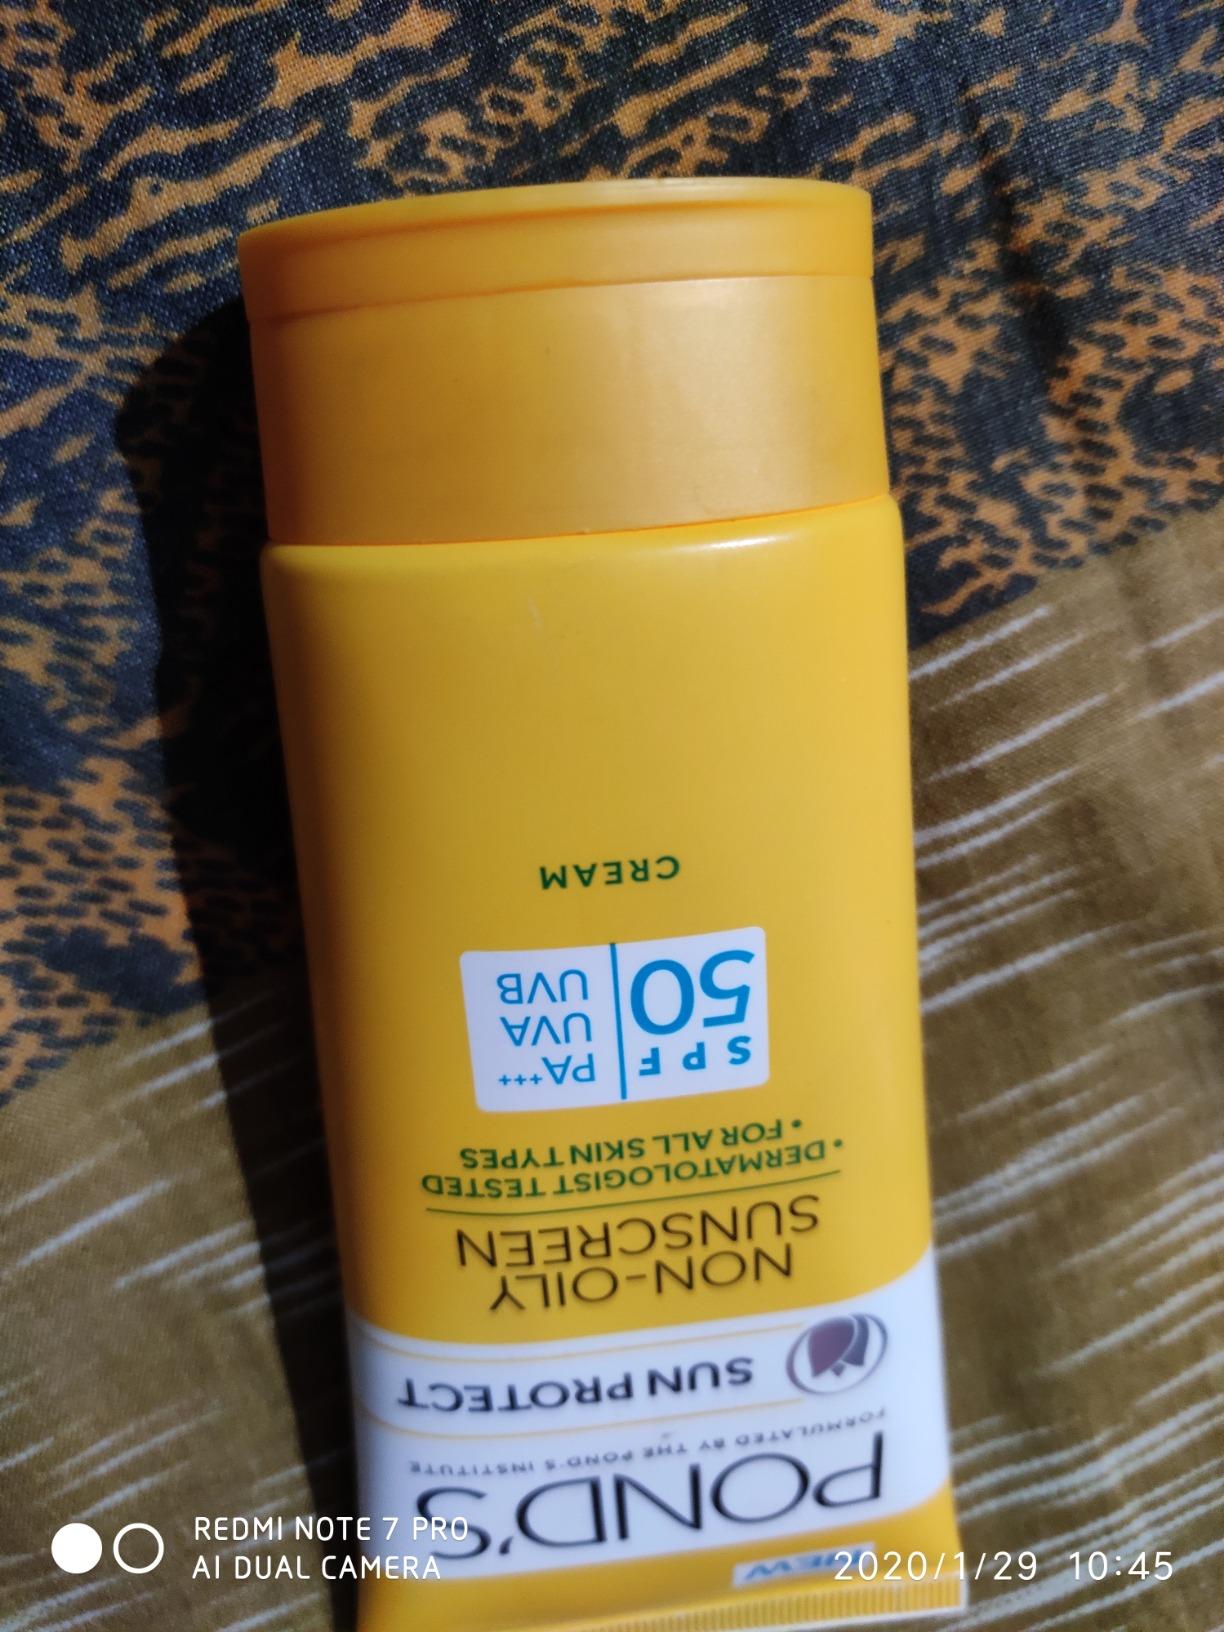 NEW
POND'S
FORMULATED BY THE POND'S INSTITUTE
SUN PROTECT
NON-OILY
SUNSCREEN
• DERMATOLOGIST TESTED
• FOR ALL SKIN TYPES
SPF
50
PA+++
UVA
UVB
CREAM
REDMI NOTE 7 PRO
AI DUAL CAMERA
2020/1/29 10:45